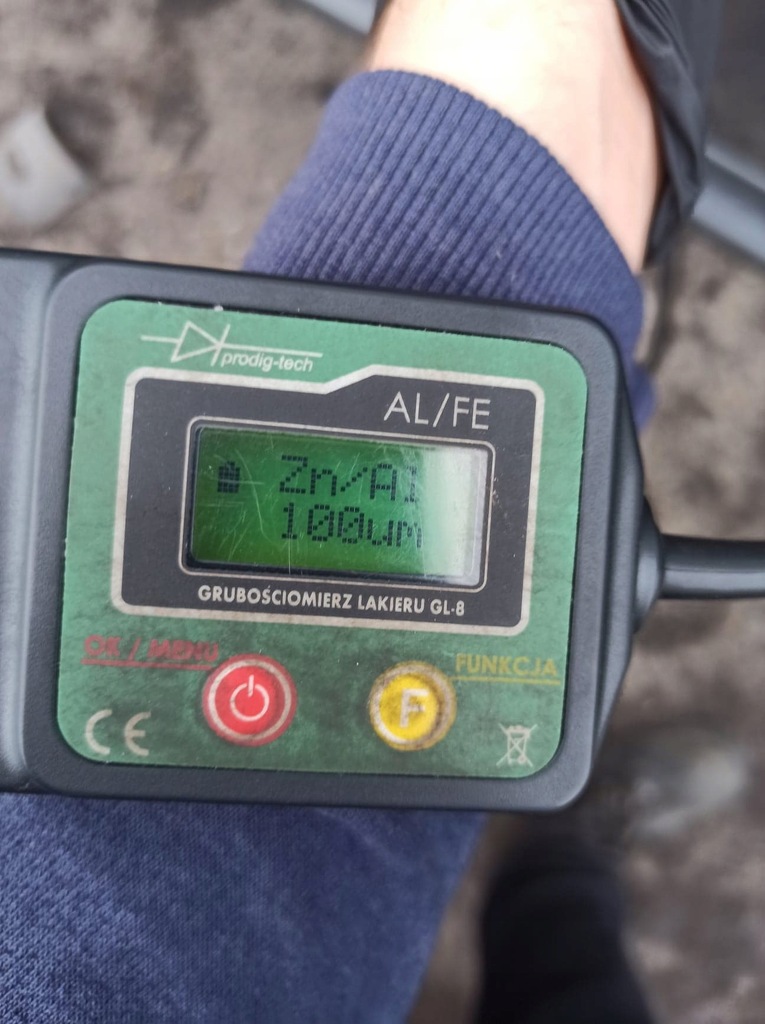 prodig-tech
AL/FE
Zn/Al
100um
GRUBOŚCIOMIERZ LAKIERU GL-8
OK / MENU
FUNKCJA
F
CE